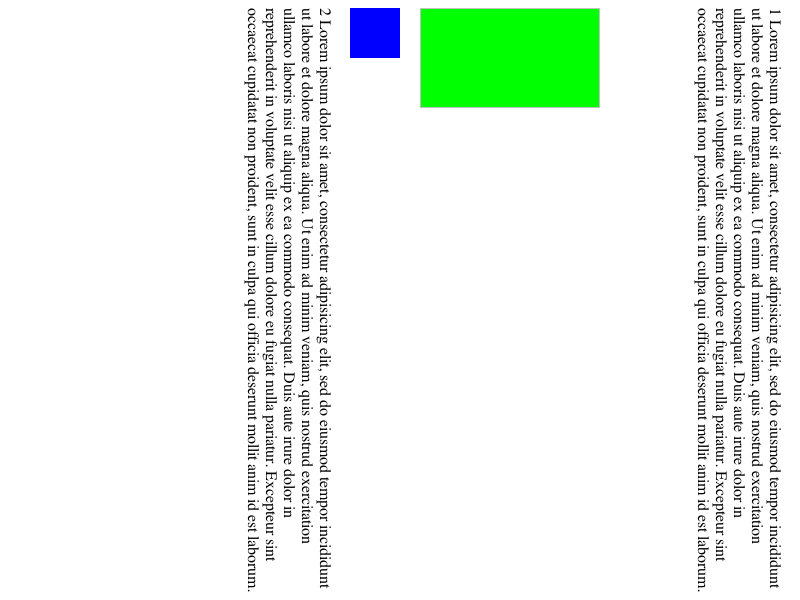 1 Lorem ipsum dolor sit amet, consectetur adipisicing elit, sed do eiusmod tempor incididunt
ut labore et dolore magna aliqua. Ut enim ad minim veniam, quis nostrud exercitation
ullamco laboris nisi ut aliquip ex ea commodo consequat. Duis aute irure dolor in
reprehenderit in voluptate velit esse cillum dolore eu fugiat nulla pariatur. Excepteur sint
occaecat cupidatat non proident, sunt in culpa qui officia deserunt mollit anim id est laborum.
2 Lorem ipsum dolor sit amet, consectetur adipisicing elit, sed do eiusmod tempor incididunt
ut labore et dolore magna aliqua. Ut enim ad minim veniam, quis nostrud exercitation
ullamco laboris nisi ut aliquip ex ea commodo consequat. Duis aute irure dolor in
reprehenderit in voluptate velit esse cillum dolore eu fugiat nulla pariatur. Excepteur sint
occaecat cupidatat non proident, sunt in culpa qui officia deserunt mollit anim id est laborum.